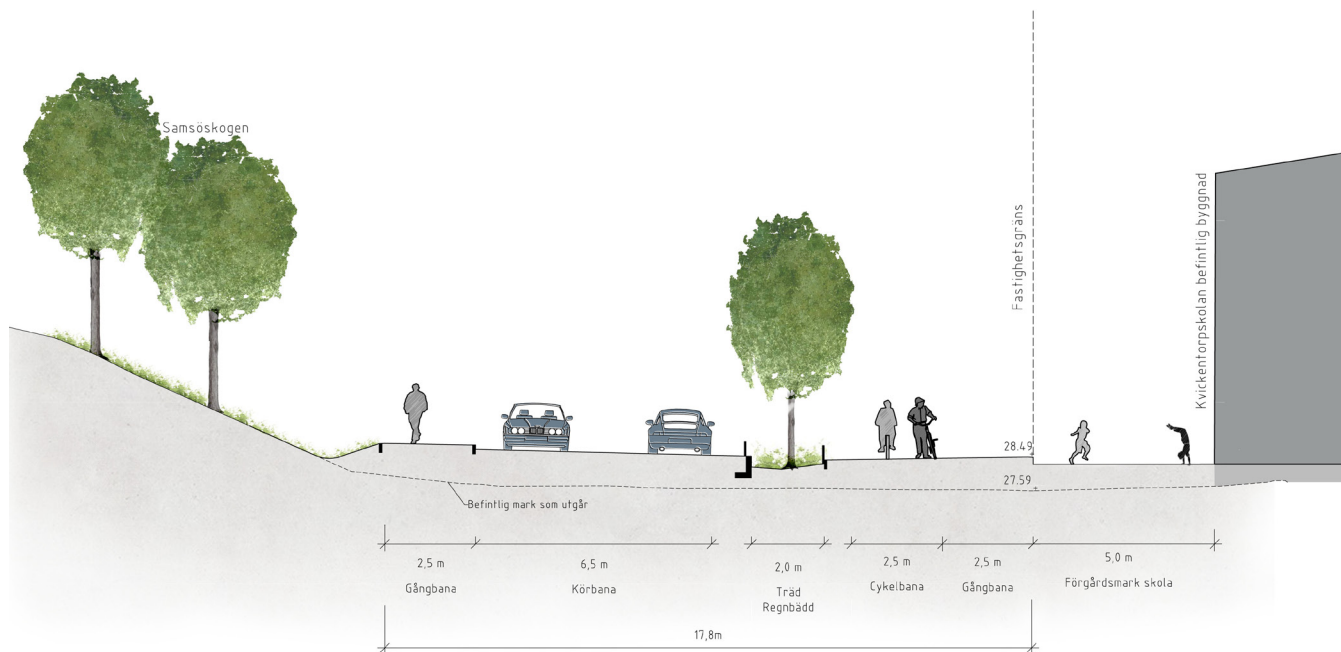 Samsöskogen
Fastighetsgräns
Kvickentorpskolan befintlig byggnad
28.49
27.59
Befintlig mark som utgår
2,5 m
Gångbana
6,5 m
Körbana
2,0 m
Träd
Regnbädd
2,5 m
Cykelbana
2,5 m
Gångbana
5,0 m
Förgårdsmark skola
17,8m